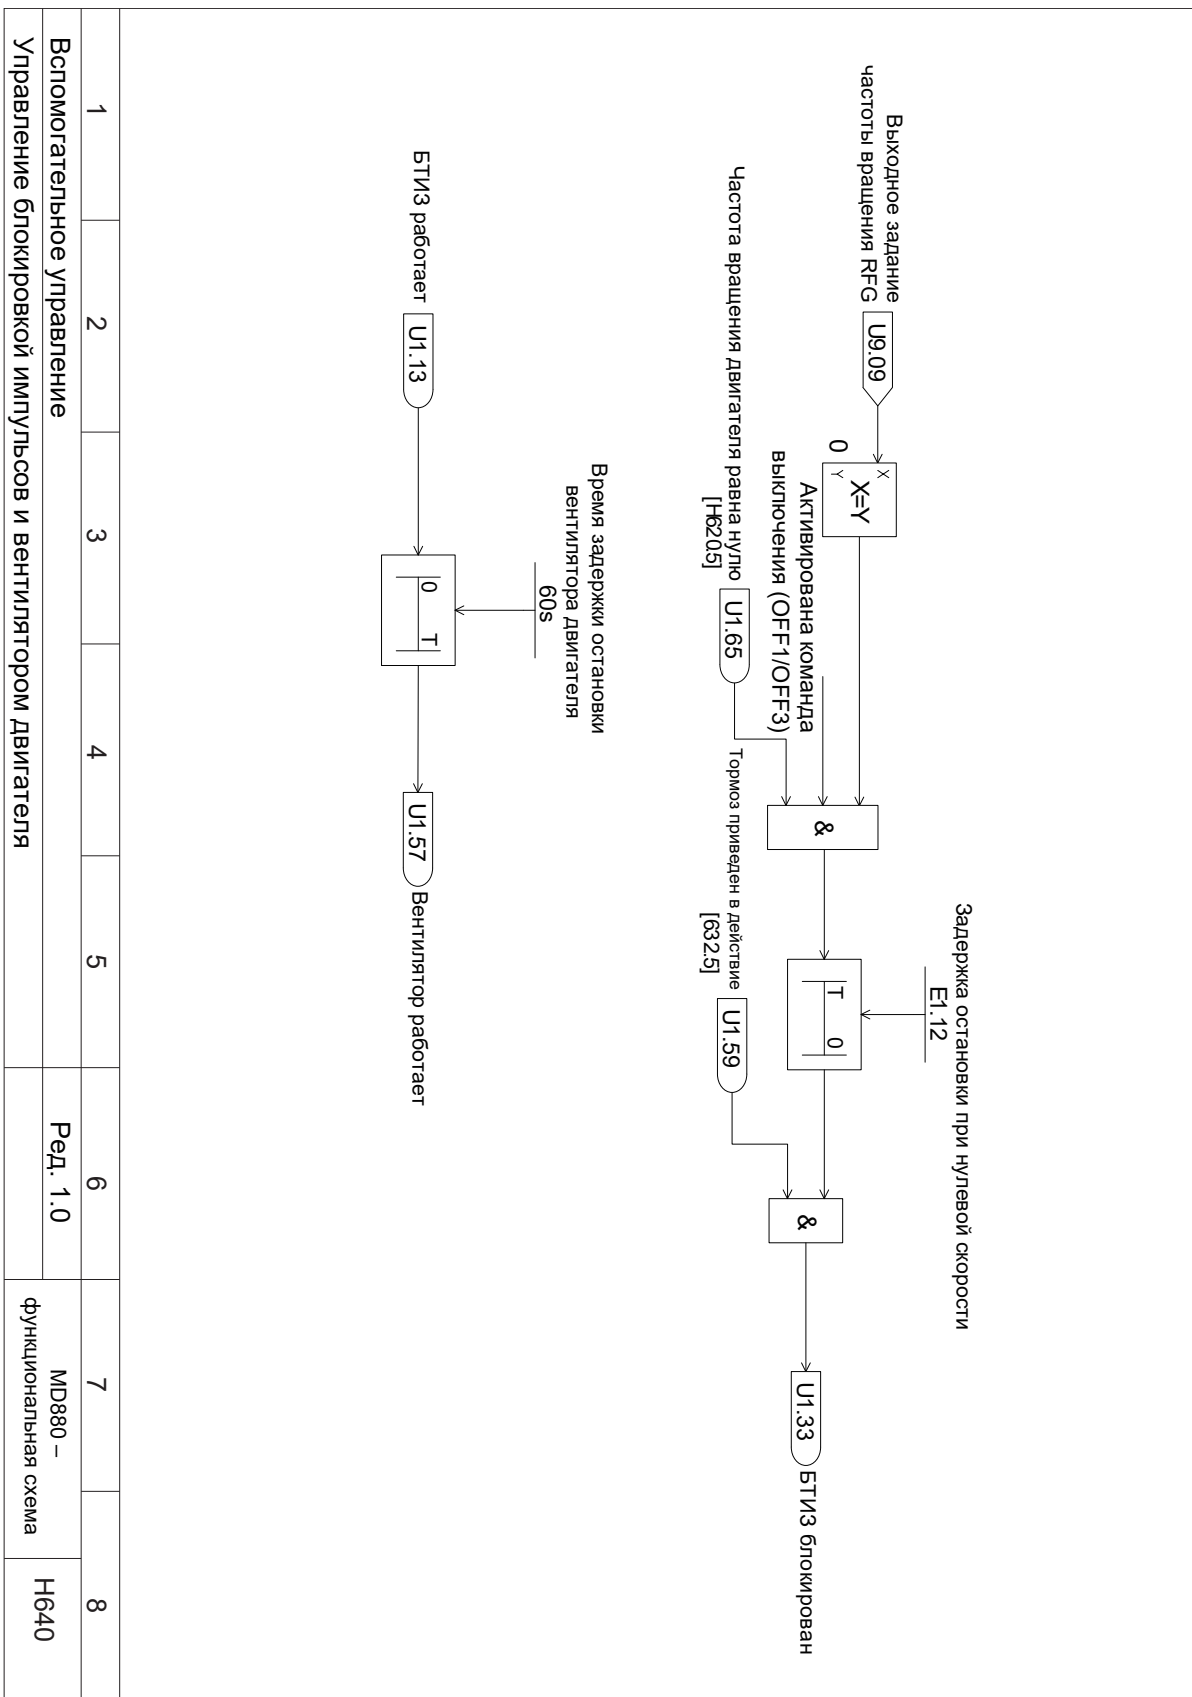 Выходное задание
частоты вращения RFG
U9.09
0
X
Y
X=Y
Активирована команда
выключения (OFF1/OFF3)
Частота вращения двигателя равна нулю
[H620.5]
U1.65
&
Задержка остановки при нулевой скорости
E1.12
T 0
Тормоз приведен в действие
[632.5]
U1.59
&
U1.33
БТИЗ блокирован
Время задержки остановки
вентилятора двигателя
60s
БТИЗ работает
U1.13
0 T
U1.57
Вентилятор работает
1 2 3 4 5 6 7 8
Вспомогательное управление
Ред. 1.0
MD880 –
функциональная схема
H640
Управление блокировкой импульсов и вентилятором двигателя